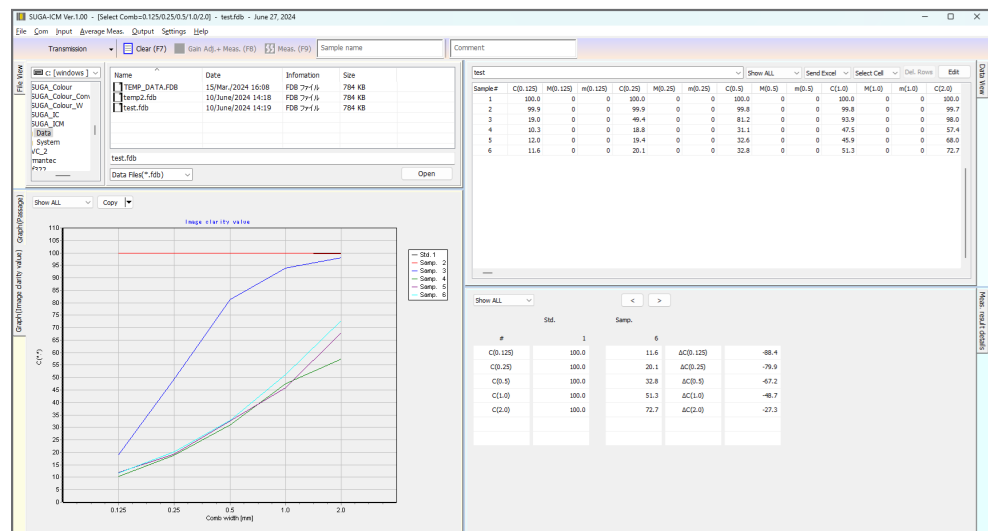 SUGA-ICM Ver.1.00 - [Select Comb=0.125/0.25/0.5/1.0/2.0] - test.fdb - June 27, 2024
File Com Input Average Meas. Output Settings Help
Transmission Clear (F7) Gain Adj.+ Meas. (F8) Meas. (F9) Sample name Comment
File View
c: [windows ]
SUGA_Colour
SUGA_Colour_Conv
SUGA_Colour_W
SUGA_IC
SUGA_ICM
Data
System
VC_2
rmantec
Name Date Infomation Size
TEMP_DATA.FDB 15/Mar./2024 16:08 FDB ファイル 784 KB
temp2.fdb 10/June/2024 14:18 FDB ファイル 784 KB
test.fdb 10/June/2024 14:19 FDB ファイル 784 KB
test.fdb
Data Files(*.fdb) Open
Graph(Passage)
Graph(Image clarity value)
Show ALL Copy
Image clarity value
110
105
100
95
90
85
80
75
70
65
60
55
50
45
40
35
30
25
20
15
10
5
0
C(*.*)
0.125 0.25 0.5 1.0 2.0
Comb width [mm]
Std. 1
Samp. 2
Samp. 3
Samp. 4
Samp. 5
Samp. 6
Data View
test Show ALL Send Excel Select Cell Del. Rows Edit
Sample# C(0.125) M(0.125) m(0.125) C(0.25) M(0.25) m(0.25) C(0.5) M(0.5) m(0.5) C(1.0) M(1.0) m(1.0) C(2.0)
1 100.0 0 0 100.0 0 0 100.0 0 0 100.0 0 0 100.0
2 99.9 0 0 99.9 0 0 99.8 0 0 99.8 0 0 99.7
3 19.0 0 0 49.4 0 0 81.2 0 0 93.9 0 0 98.0
4 10.3 0 0 18.8 0 0 31.1 0 0 47.5 0 0 57.4
5 12.0 0 0 19.4 0 0 32.6 0 0 45.9 0 0 68.0
6 11.6 0 0 20.1 0 0 32.8 0 0 51.3 0 0 72.7
Meas. result details
Show ALL < >
Std. Samp.
# 1 6
C(0.125) 100.0 11.6 ΔC(0.125) -88.4
C(0.25) 100.0 20.1 ΔC(0.25) -79.9
C(0.5) 100.0 32.8 ΔC(0.5) -67.2
C(1.0) 100.0 51.3 ΔC(1.0) -48.7
C(2.0) 100.0 72.7 ΔC(2.0) -27.3